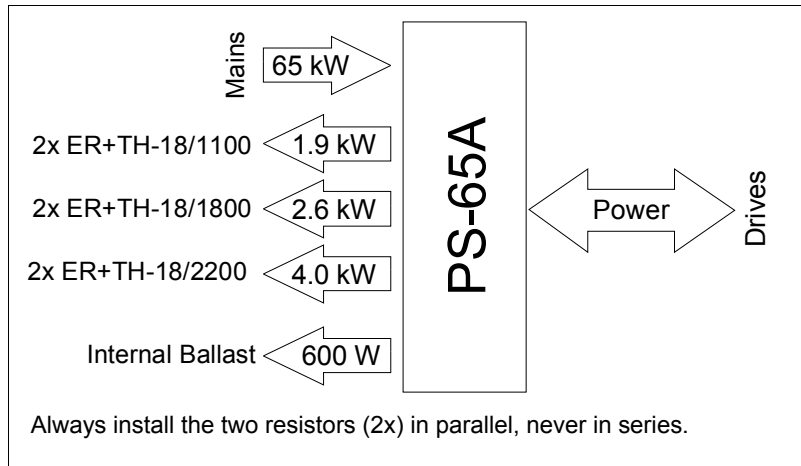 Mains
65 kW
2x ER+TH-18/1100
1.9 kW
2x ER+TH-18/1800
2.6 kW
2x ER+TH-18/2200
4.0 kW
Internal Ballast
600 W
PS-65A
Power
Drives
Always install the two resistors (2x) in parallel, never in series.